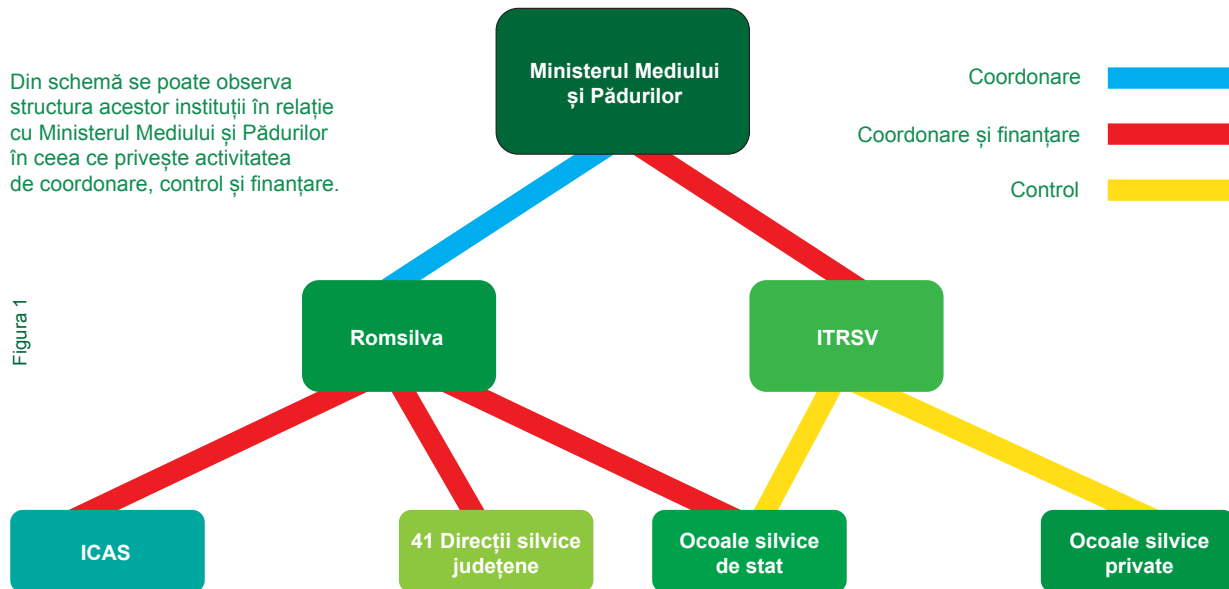 Ministerul Mediului
și Pădurilor
Din schemă se poate observa
structura acestor instituții în relație
cu Ministerul Mediului și Pădurilor
în ceea ce privește activitatea
de coordonare, control și finanțare.
Coordonare
Coordonare și finanțare
Control
Figura 1
Romsilva
ITRSV
ICAS
41 Direcții silvice
județene
Ocoale silvice
de stat
Ocoale silvice
private